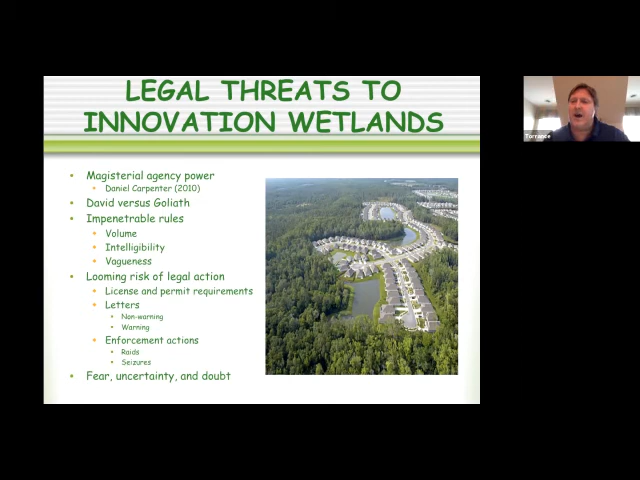 LEGAL THREATS TO
INNOVATION WETLANDS
• Magisterial agency power
• Daniel Carpenter (2010)
• David versus Goliath
• Impenetrable rules
• Volume
• Intelligibility
• Vagueness
• Looming risk of legal action
• License and permit requirements
• Letters
• Non-warning
• Warning
• Enforcement actions
• Raids
• Seizures
• Fear, uncertainty, and doubt
Torrance